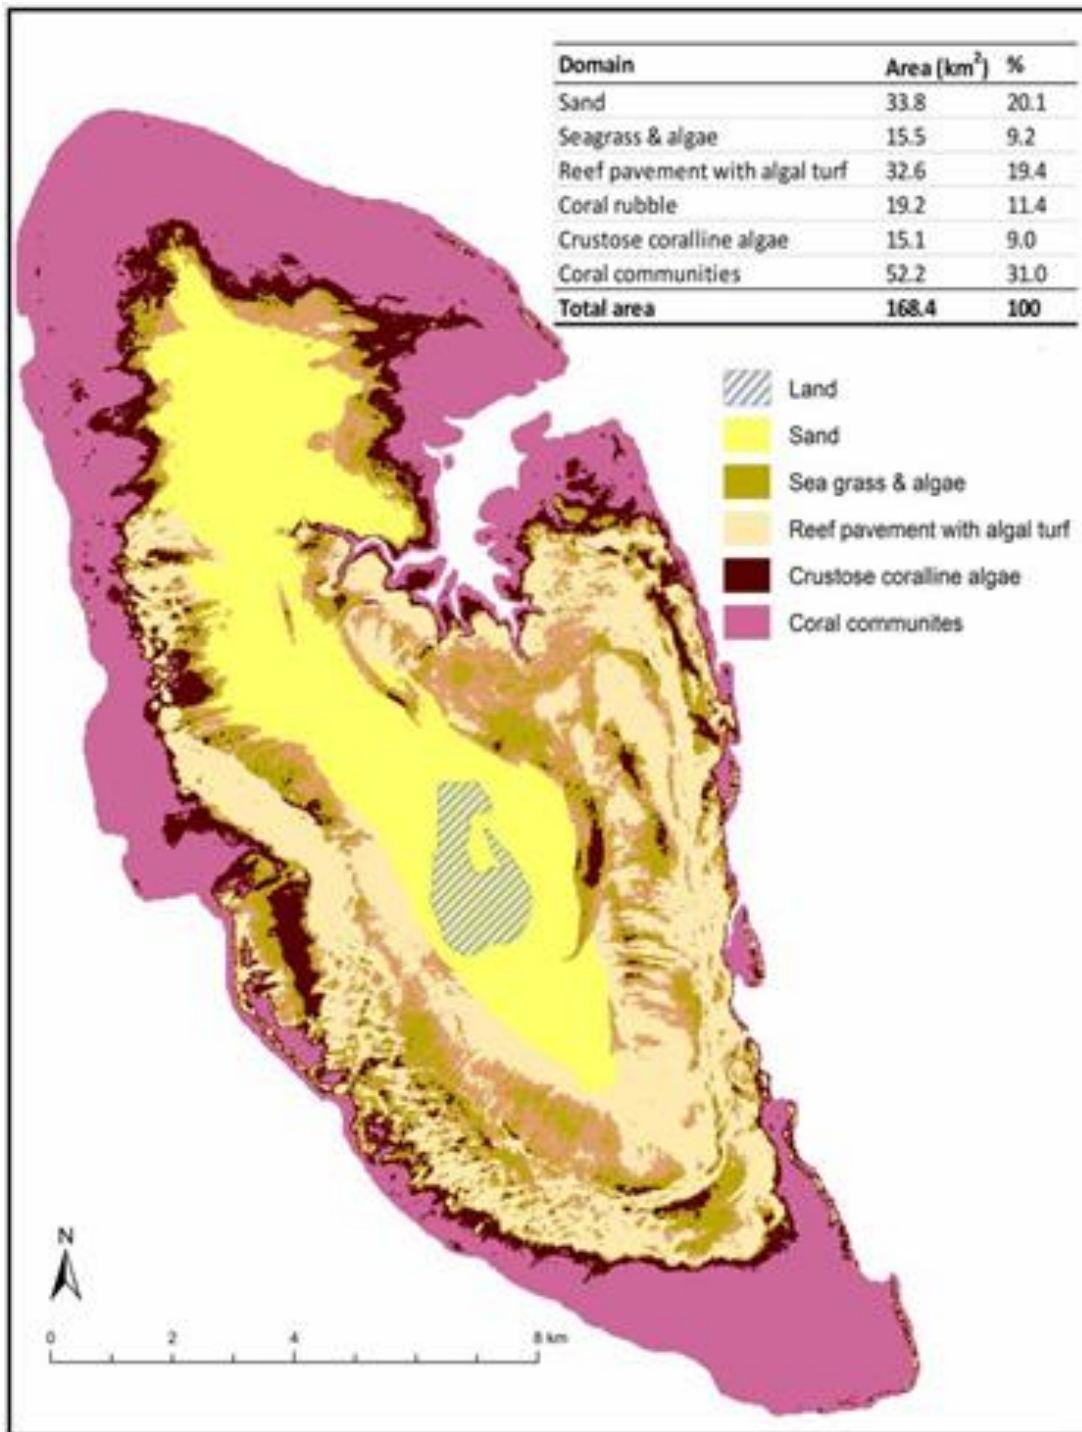 Domain Area (km²) %
Sand 33.8 20.1
Seagrass & algae 15.5 9.2
Reef pavement with algal turf 32.6 19.4
Coral rubble 19.2 11.4
Crustose coralline algae 15.1 9.0
Coral communities 52.2 31.0
Total area 168.4 100
Land
Sand
Sea grass & algae
Reef pavement with algal turf
Crustose coralline algae
Coral communites
N
0 2 4 8 km